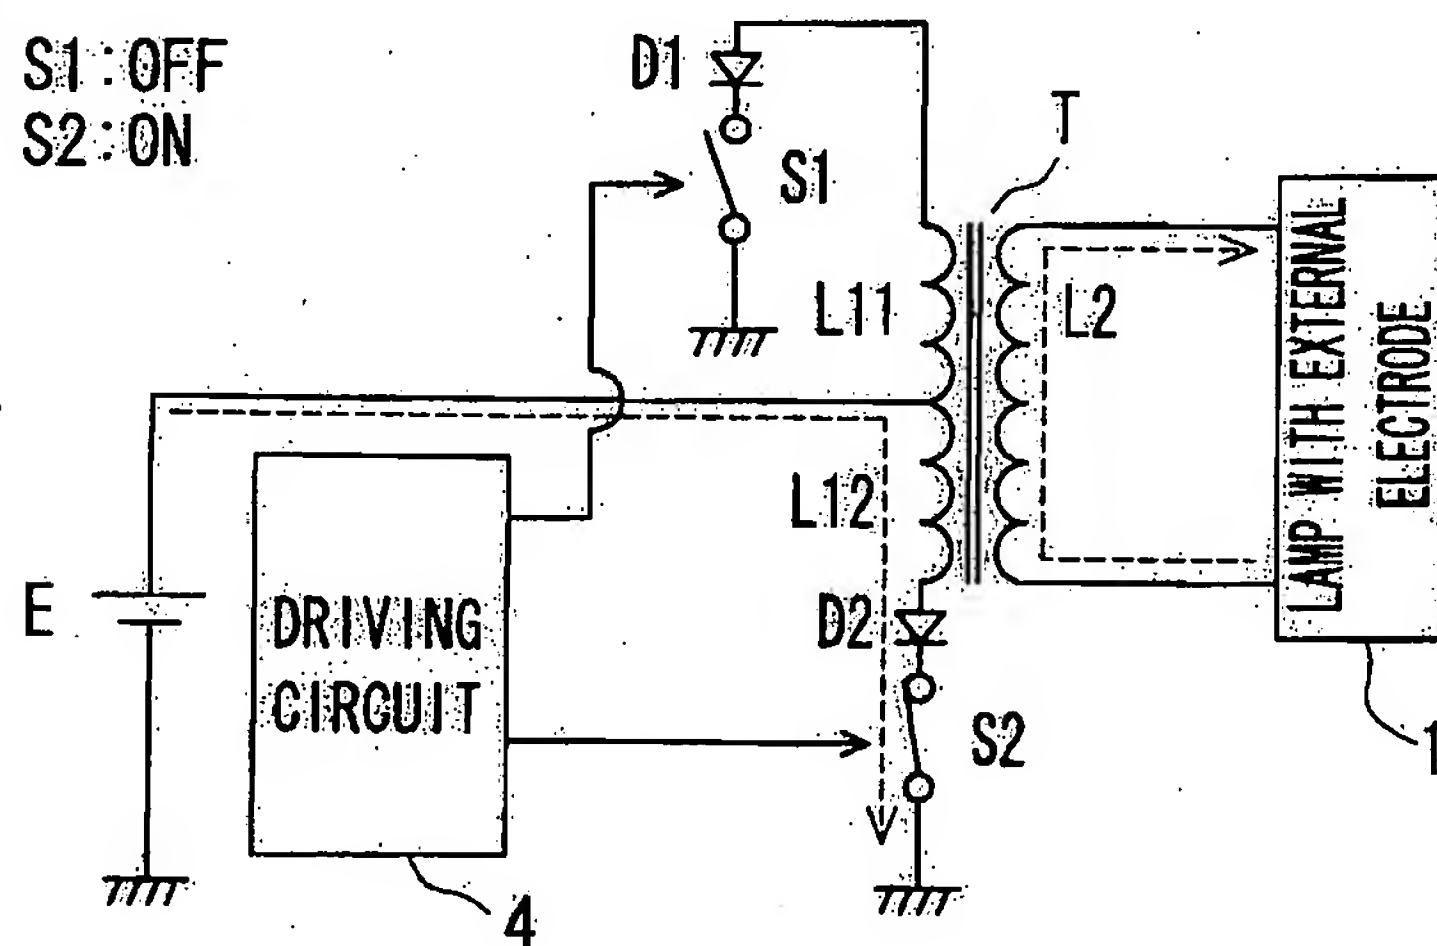 S1:OFF
S2:ON
D1
S1
T
L11
L2
L12
E
DRIVING
CIRCUIT
D2
S2
LAMP WITH EXTERNAL
ELECTRODE
1
4